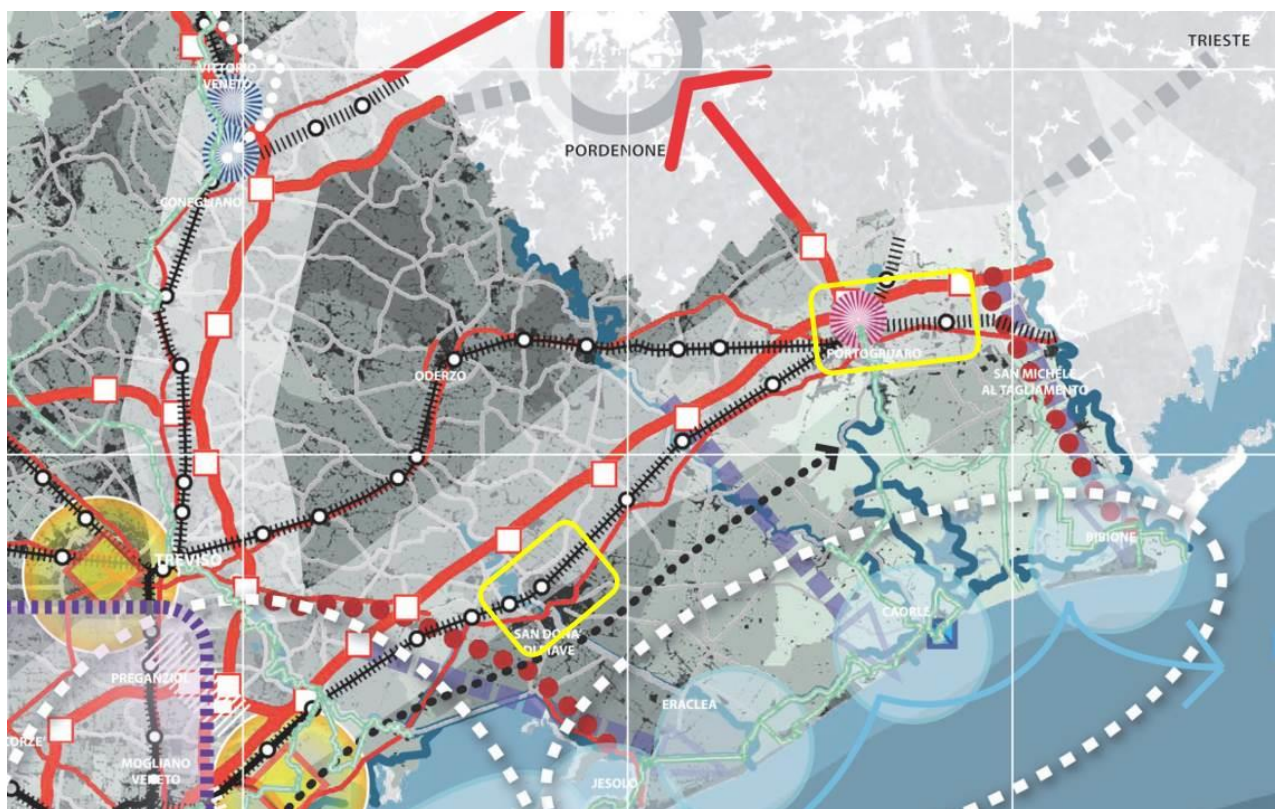 TRIESTE
VITTORIO
VENETO
PORDENONE
CONEGLIANO
PORTOGRUARO
SAN MICHELE
AL TAGLIAMENTO
ODERZO
TREVISO
BIBIONE
CAORLE
SAN DONÀ
DI PIAVE
PREGANZIOL
ERACLEA
MOGLIANO
VENETO
JESOLO